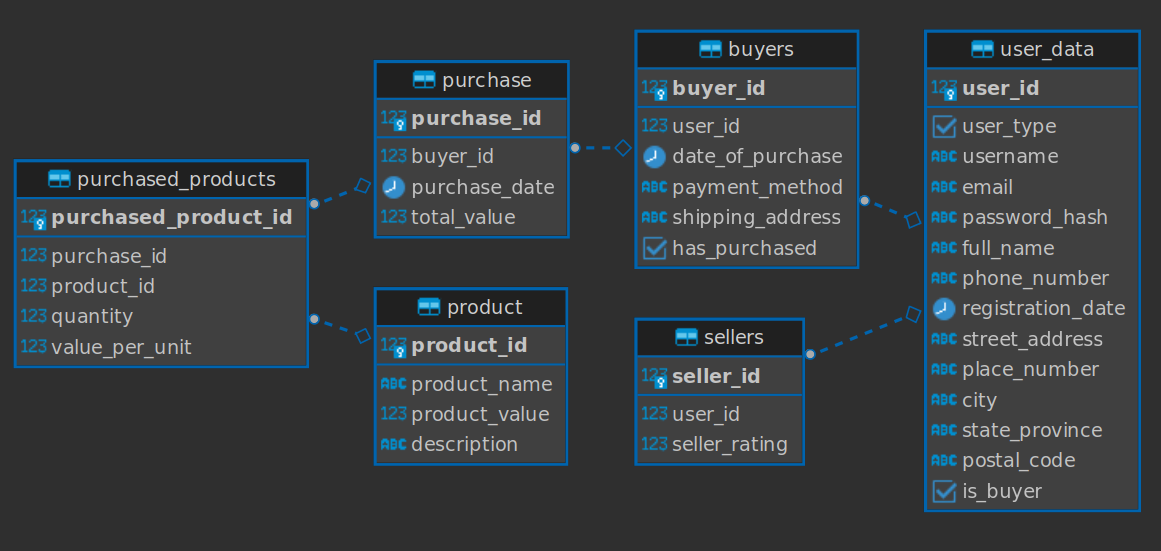 purchased_products
123 purchased_product_id
123 purchase_id
123 product_id
123 quantity
123 value_per_unit
purchase
123 purchase_id
123 buyer_id
purchase_date
123 total_value
product
123 product_id
ABC product_name
123 product_value
ABC description
buyers
123 buyer_id
123 user_id
date_of_purchase
ABC payment_method
ABC shipping_address
has_purchased
sellers
123 seller_id
123 user_id
123 seller_rating
user_data
123 user_id
user_type
ABC username
ABC email
ABC password_hash
ABC full_name
ABC phone_number
registration_date
ABC street_address
ABC place_number
ABC city
ABC state_province
ABC postal_code
is_buyer